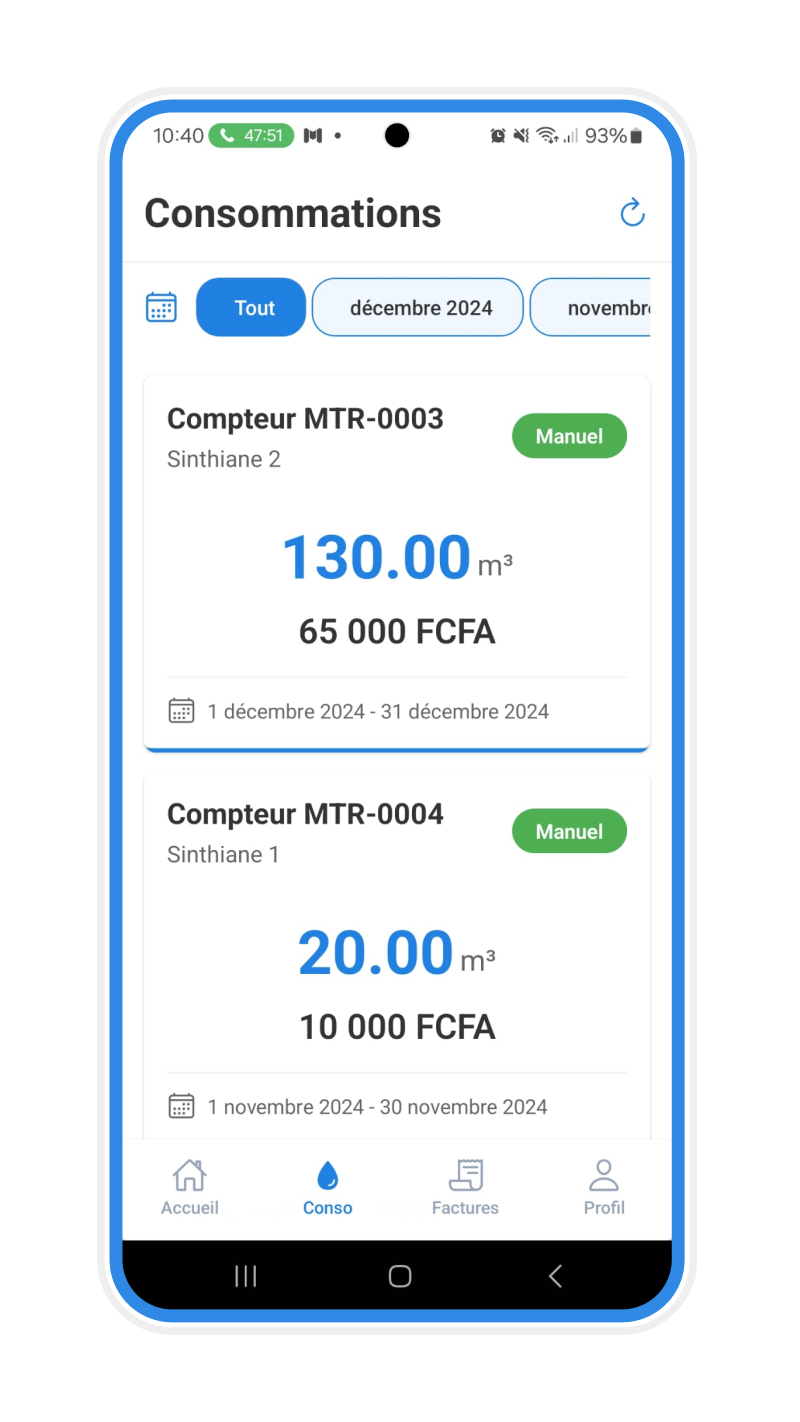 10:40 47:51 93%
Consommations
Tout décembre 2024 novembr
Compteur MTR-0003
Manuel
Sinthiane 2
130.00 m³
65 000 FCFA
1 décembre 2024 - 31 décembre 2024
Compteur MTR-0004
Manuel
Sinthiane 1
20.00 m³
10 000 FCFA
1 novembre 2024 - 30 novembre 2024
Accueil Conso Factures Profil